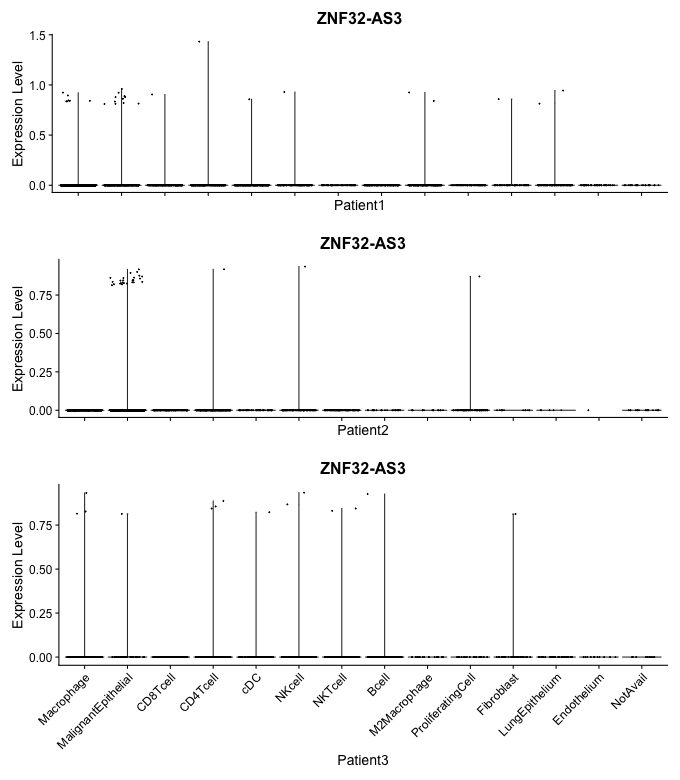 ZNF32-AS3
Expression Level
1.5
1.0
0.5
0.0
Patient1
ZNF32-AS3
Expression Level
0.75
0.50
0.25
0.00
Patient2
ZNF32-AS3
Expression Level
0.75
0.50
0.25
0.00
Macrophage
MalignantEpithelial
CD8Tcell
CD4Tcell
cDC
NKcell
NKTcell
Bcell
M2Macrophage
ProliferatingCell
Fibroblast
LungEpithelium
Endothelium
NotAvail
Patient3